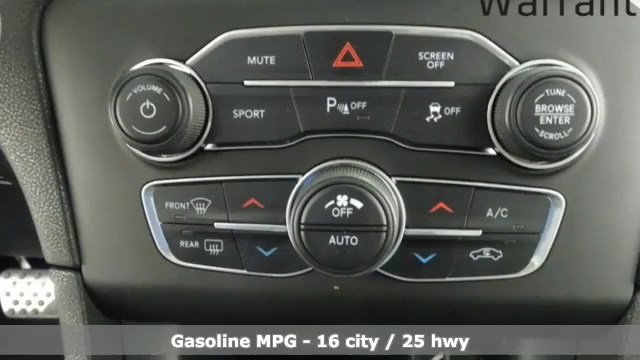 Warrant
MUTE
SCREEN OFF
VOLUME
SPORT
P OFF
OFF
TUNE
BROWSE
ENTER
SCROLL
FRONT
OFF
A/C
REAR
AUTO
Gasoline MPG - 16 city / 25 hwy